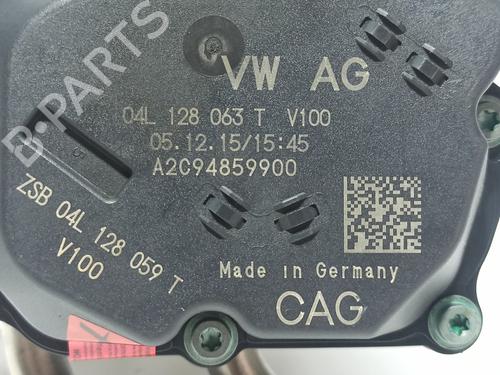 B-PARTS
VW AG
04L 128 063 T V100
05.12.15/15:45
A2C94859900
ZSB 04L 128 059 T
V100
Made in Germany
CAG